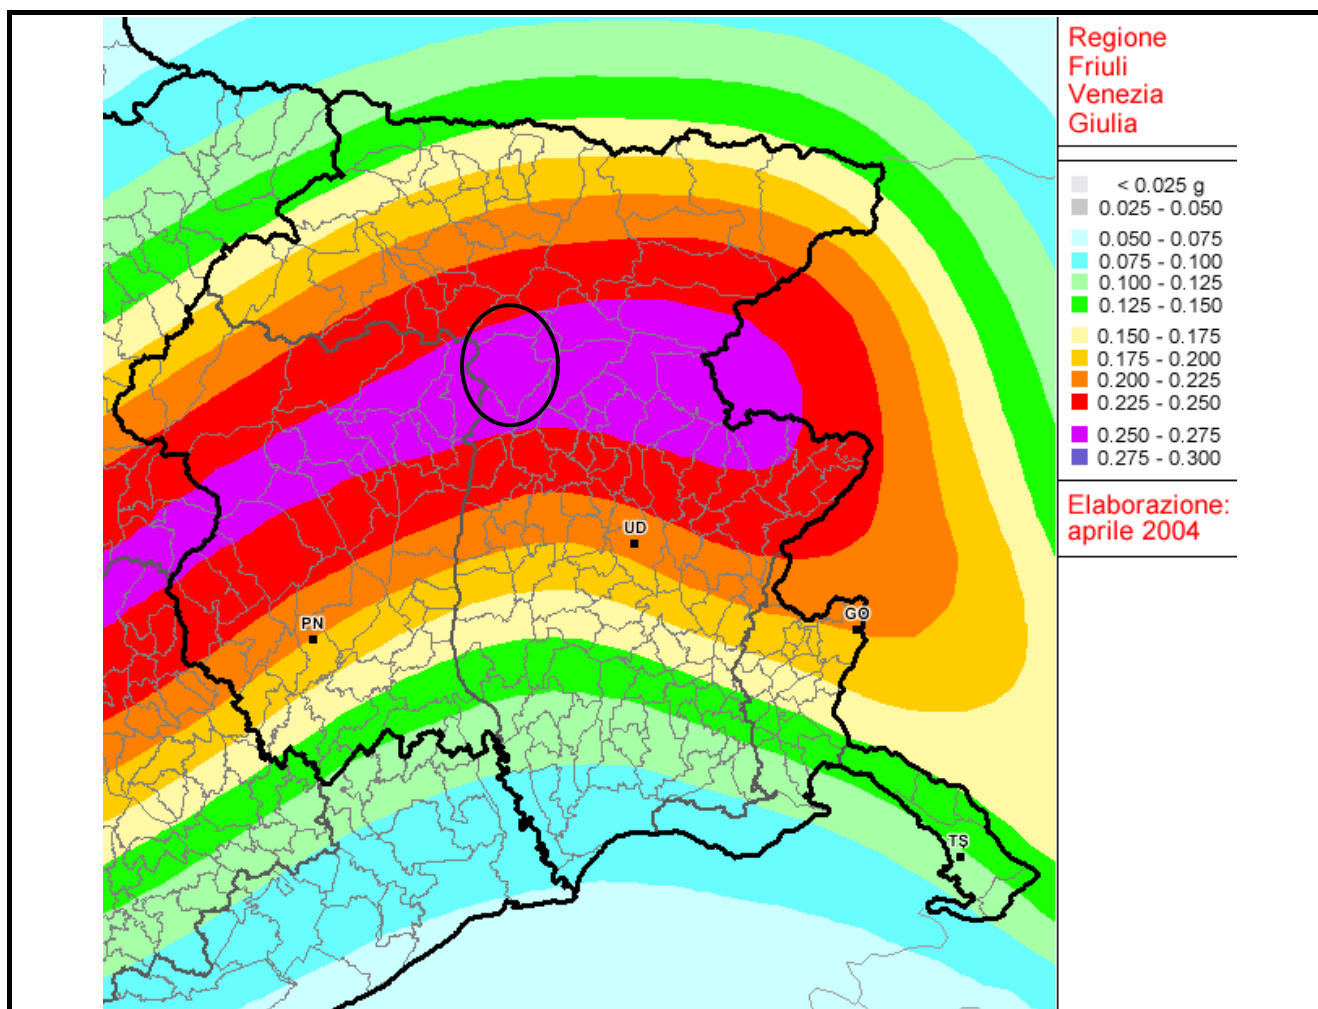 Regione
Friuli
Venezia
Giulia
< 0.025 g
0.025 - 0.050
0.050 - 0.075
0.075 - 0.100
0.100 - 0.125
0.125 - 0.150
0.150 - 0.175
0.175 - 0.200
0.200 - 0.225
0.225 - 0.250
0.250 - 0.275
0.275 - 0.300
Elaborazione:
aprile 2004
UD
PN
GO
TS